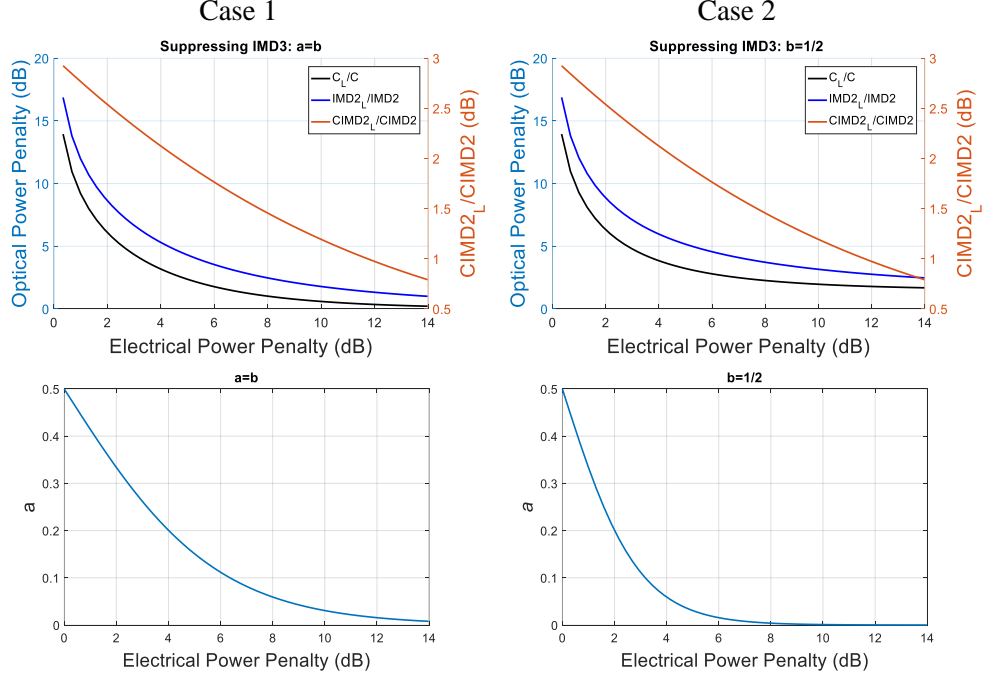 Case 1
Case 2
Suppressing IMD3: a=b
Optical Power Penalty (dB)
20
15
10
5
0
C_L/C
IMD2_L/IMD2
CIMD2_L/CIMD2
3
2.5
2
1.5
1
0.5
CIMD2_L/CIMD2 (dB)
0 2 4 6 8 10 12 14
Electrical Power Penalty (dB)
Suppressing IMD3: b=1/2
Optical Power Penalty (dB)
20
15
10
5
0
C_L/C
IMD2_L/IMD2
CIMD2_L/CIMD2
3
2.5
2
1.5
1
0.5
CIMD2_L/CIMD2 (dB)
0 2 4 6 8 10 12 14
Electrical Power Penalty (dB)
a=b
a
0.5
0.4
0.3
0.2
0.1
0
0 2 4 6 8 10 12 14
Electrical Power Penalty (dB)
b=1/2
a
0.5
0.4
0.3
0.2
0.1
0
0 2 4 6 8 10 12 14
Electrical Power Penalty (dB)